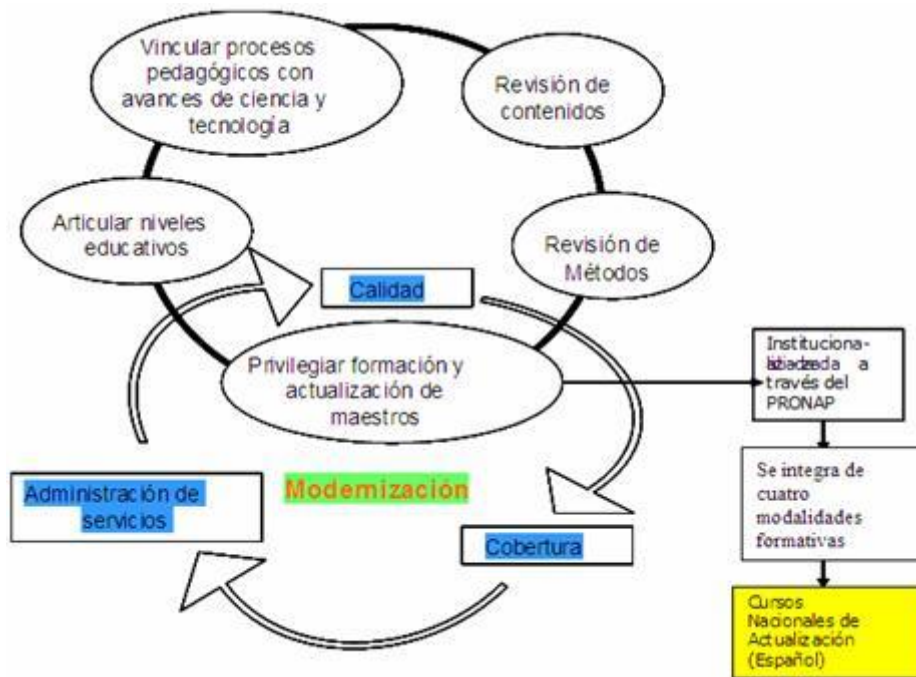 Vincular procesos
pedagógicos con
avances de ciencia y
tecnología
Revisión de
contenidos
Articular niveles
educativos
Revisión de
Métodos
Calidad
Privilegiar formación y
actualización de
maestros
Instituciona-
a
través del
PRONAP
Administración de
servicios
Modernización
Cobertura
Se integra de
cuatro
modalidades
formativas
Cursos
Nacionales de
Actualización
(Español)